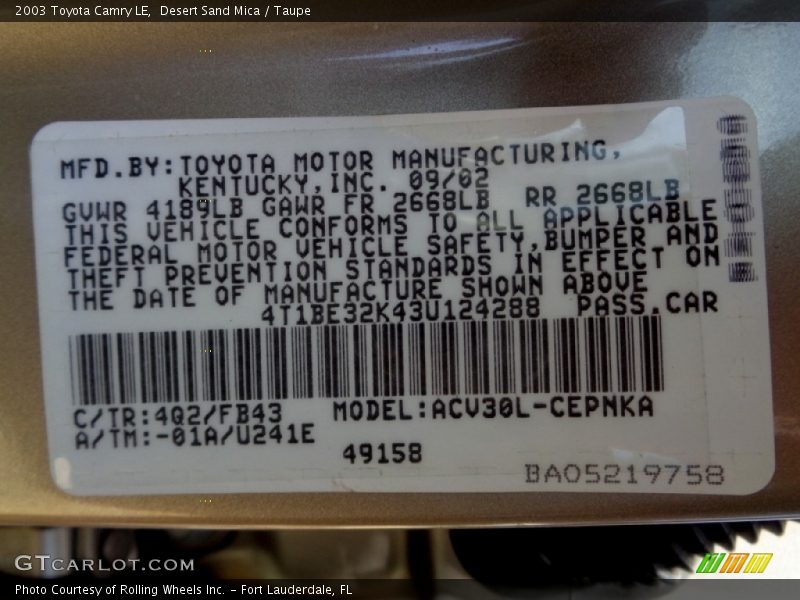 2003 Toyota Camry LE,  Desert Sand Mica / Taupe
MFD.BY:TOYOTA MOTOR MANUFACTURING,
KENTUCKY,INC. 09/02
GVWR 4189LB GAWR FR 2668LB RR 2668LB
THIS VEHICLE CONFORMS TO ALL APPLICABLE
FEDERAL MOTOR VEHICLE SAFETY,BUMPER AND
THEFT PREVENTION STANDARDS IN EFFECT ON
THE DATE OF MANUFACTURE SHOWN ABOVE
4T1BE32K43U124288 PASS.CAR
C/TR:4Q2/FB43 MODEL:ACV30L-CEPNKA
A/TM:-01A/U241E
49158
BA05219758
GTCARLOT.COM
Photo Courtesy of Rolling Wheels Inc. – Fort Lauderdale, FL